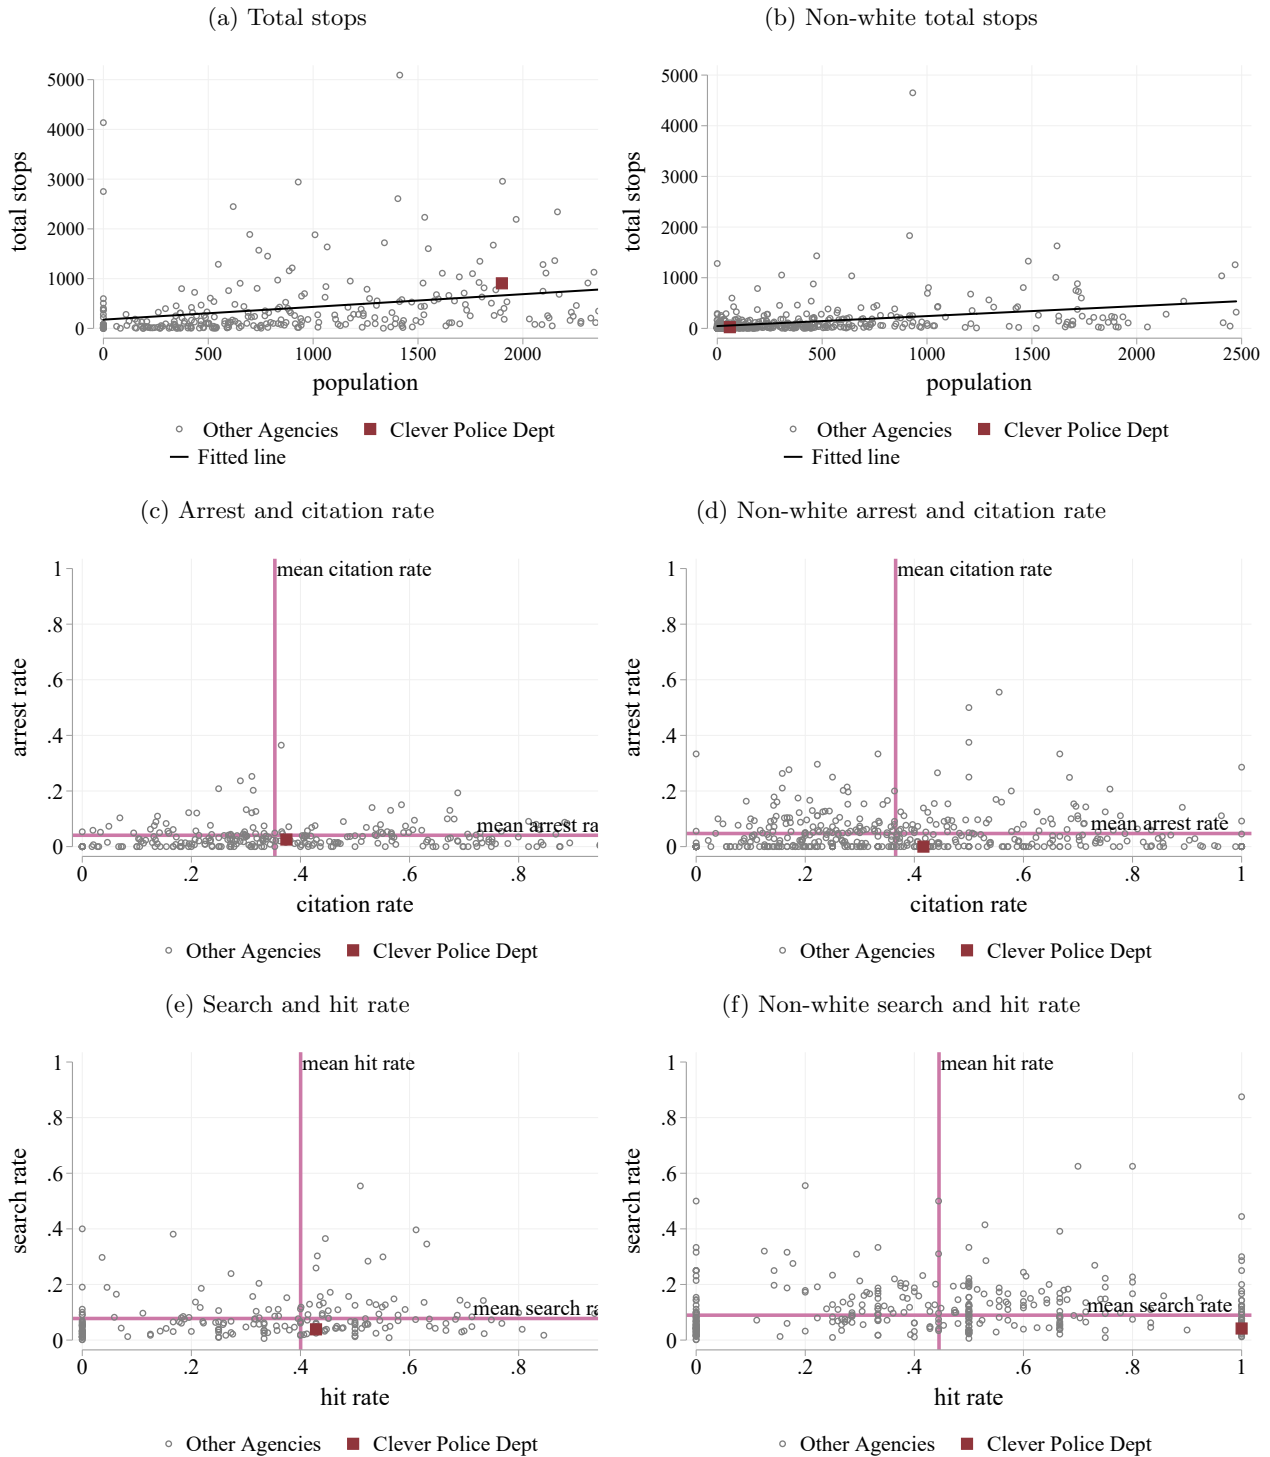 (a) Total stops
(b) Non-white total stops
total stops
5000
4000
3000
2000
1000
0
0 500 1000 1500 2000
population
Other Agencies Clever Police Dept
Fitted line
total stops
5000
4000
3000
2000
1000
0
0 500 1000 1500 2000 2500
population
Other Agencies Clever Police Dept
Fitted line
(c) Arrest and citation rate
(d) Non-white arrest and citation rate
arrest rate
1
.8
.6
.4
.2
0
mean citation rate
mean arrest ra
0 .2 .4 .6 .8
citation rate
Other Agencies Clever Police Dept
arrest rate
1
.8
.6
.4
.2
0
mean citation rate
mean arrest rate
0 .2 .4 .6 .8 1
citation rate
Other Agencies Clever Police Dept
(e) Search and hit rate
(f) Non-white search and hit rate
search rate
1
.8
.6
.4
.2
0
mean hit rate
mean search ra
0 .2 .4 .6 .8
hit rate
Other Agencies Clever Police Dept
search rate
1
.8
.6
.4
.2
0
mean hit rate
mean search rate
0 .2 .4 .6 .8 1
hit rate
Other Agencies Clever Police Dept